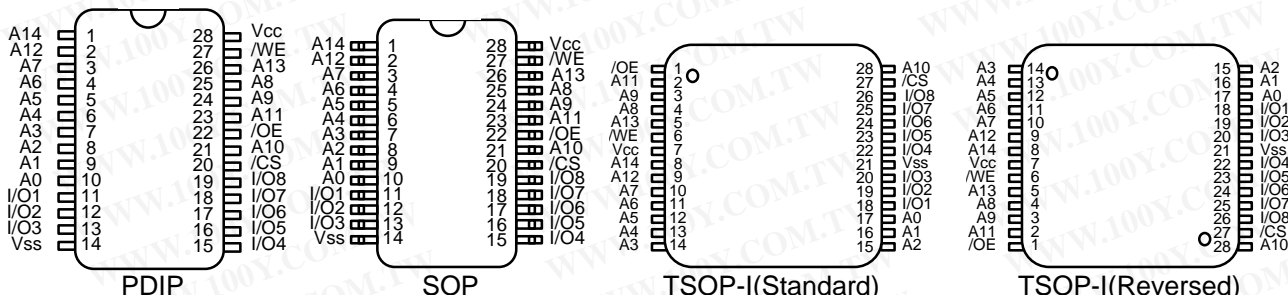 A14 1 28 Vcc
A12 2 27 /WE
A7 3 26 A13
A6 4 25 A8
A5 5 24 A9
A4 6 23 A11
A3 7 22 /OE
A2 8 21 A10
A1 9 20 /CS
A0 10 19 I/O8
I/O1 11 18 I/O7
I/O2 12 17 I/O6
I/O3 13 16 I/O5
Vss 14 15 I/O4
PDIP
A14 1 28 Vcc
A12 2 27 /WE
A7 3 26 A13
A6 4 25 A8
A5 5 24 A9
A4 6 23 A11
A3 7 22 /OE
A2 8 21 A10
A1 9 20 /CS
A0 10 19 I/O8
I/O1 11 18 I/O7
I/O2 12 17 I/O6
I/O3 13 16 I/O5
Vss 14 15 I/O4
SOP
/OE 1 28 A10
A11 2 27 /CS
A9 3 26 I/O8
A8 4 25 I/O7
A13 5 24 I/O6
/WE 6 23 I/O5
Vcc 7 22 I/O4
A14 8 21 Vss
A12 9 20 I/O3
A7 10 19 I/O2
A6 11 18 I/O1
A5 12 17 A0
A4 13 16 A1
A3 14 15 A2
TSOP-I(Standard)
A3 14 15 A2
A4 13 16 A1
A5 12 17 A0
A6 11 18 I/O1
A7 10 19 I/O2
A12 9 20 I/O3
A14 8 21 Vss
Vcc 7 22 I/O4
/WE 6 23 I/O5
A13 5 24 I/O6
A8 4 25 I/O7
A9 3 26 I/O8
A11 2 27 /CS
/OE 1 28 A10
TSOP-I(Reversed)
WWW.100Y.COM.TW